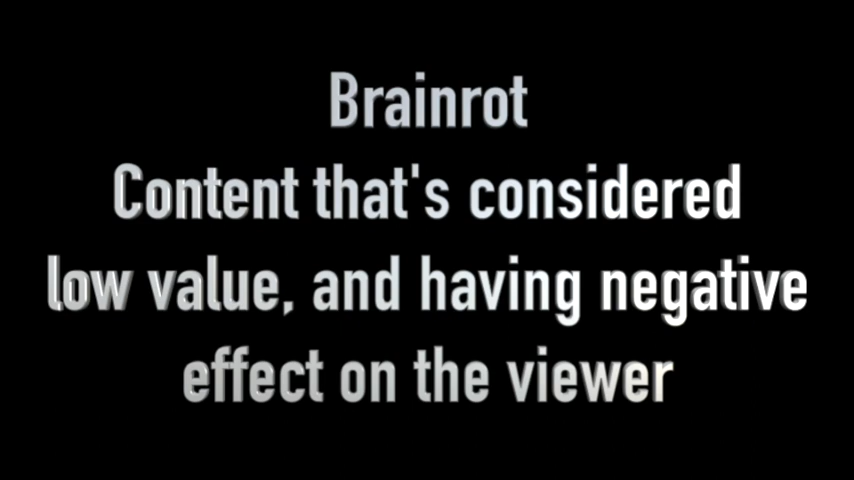 Brainrot
Content that's considered
low value, and having negative
effect on the viewer